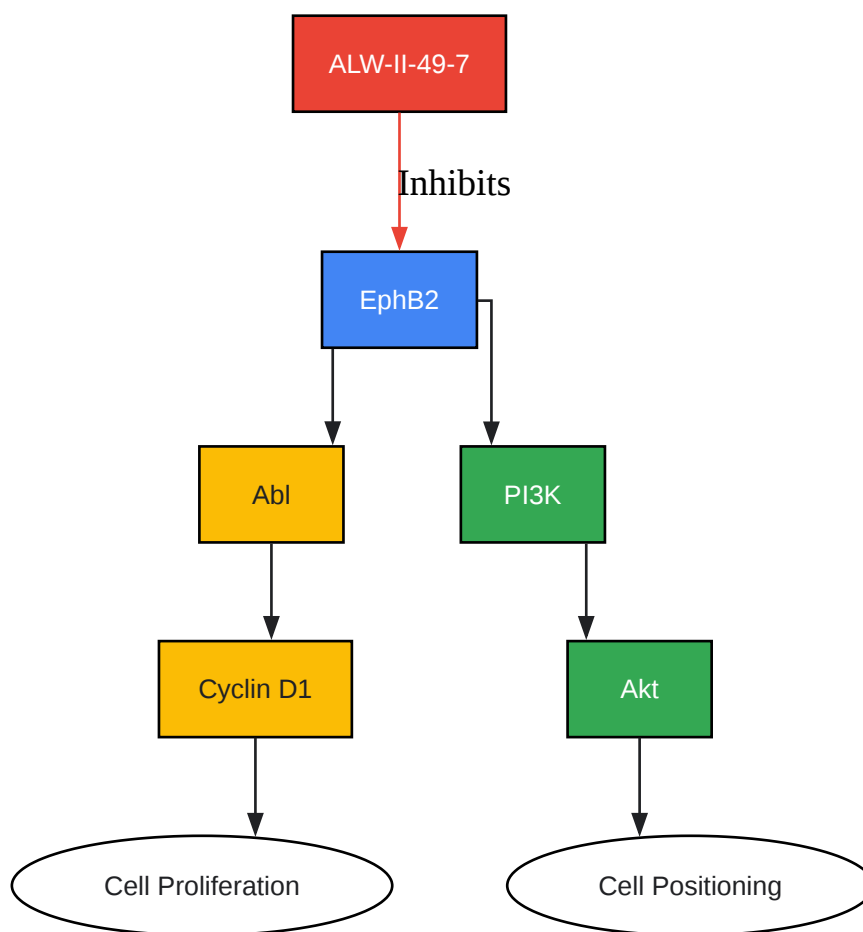 ALW-II-49-7
Inhibits
EphB2
Abl
PI3K
Cyclin D1
Akt
Cell Proliferation
Cell Positioning